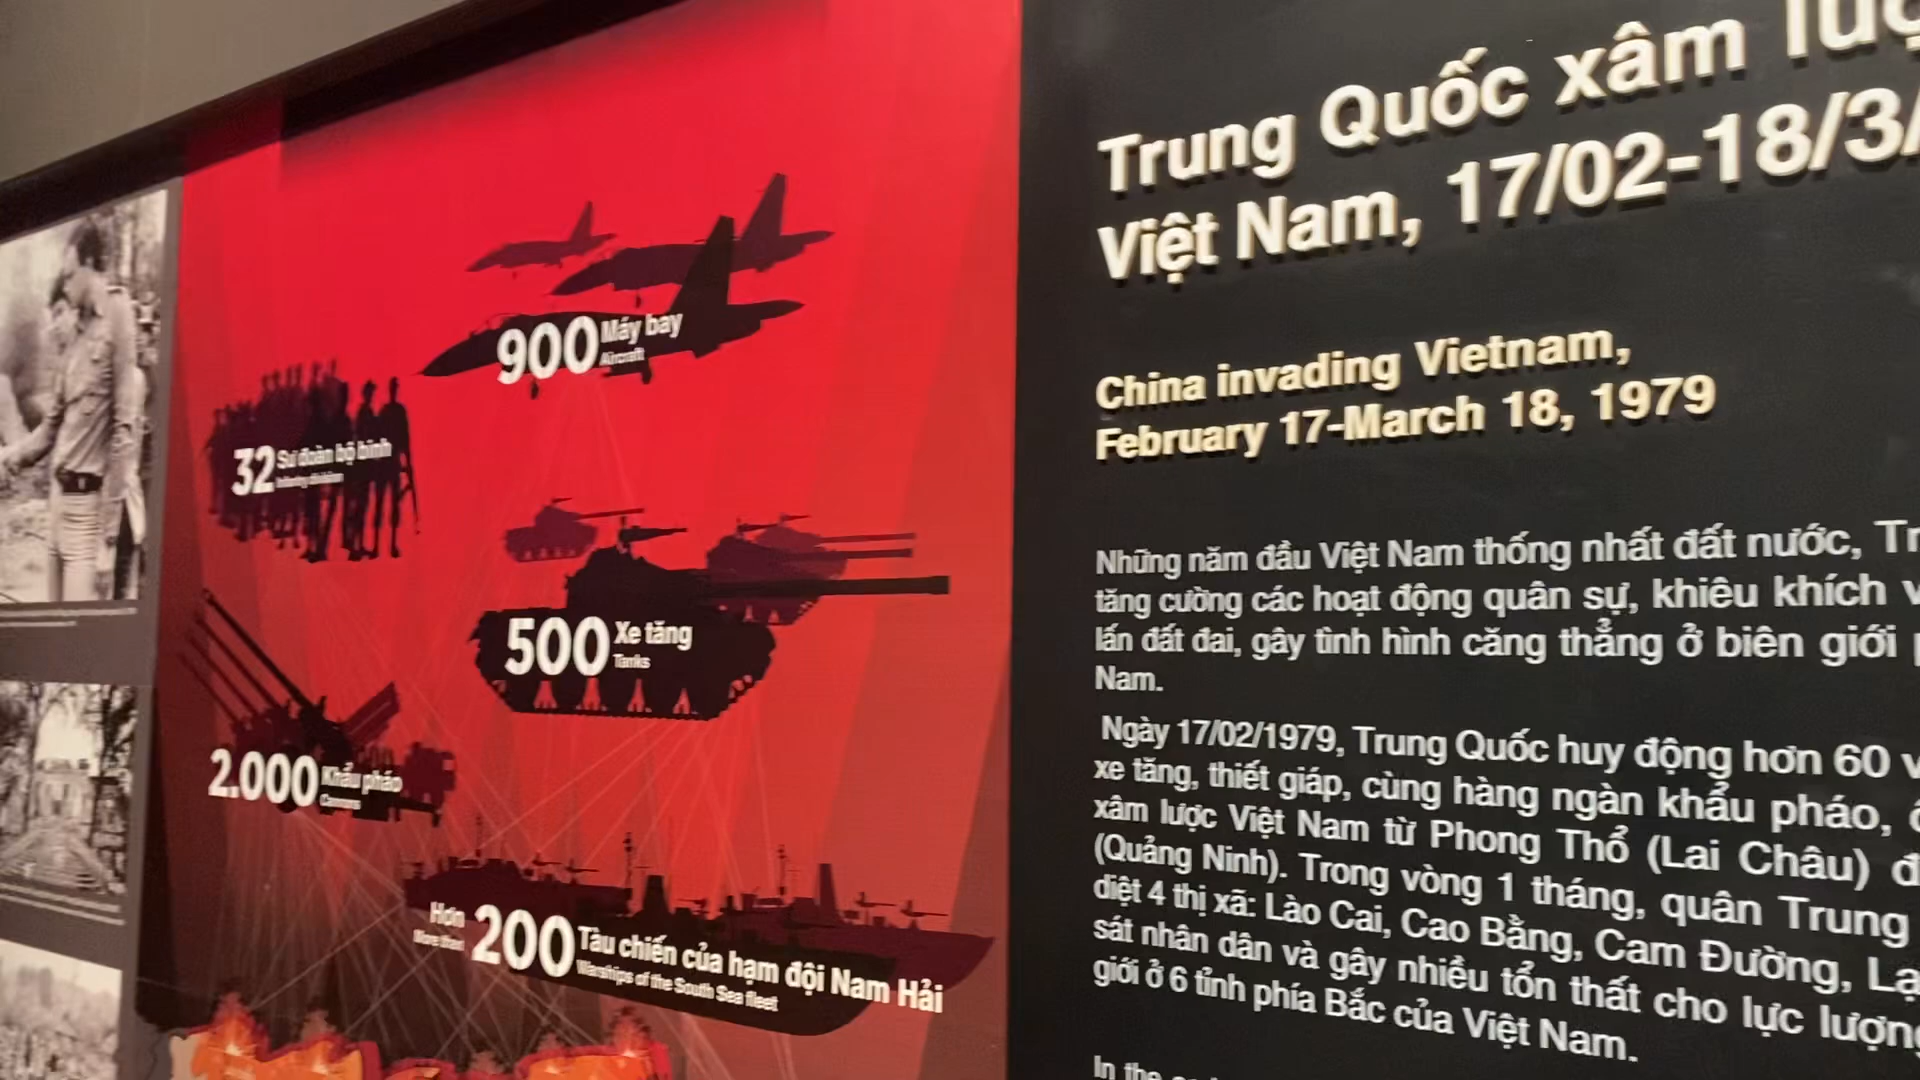 900 Máy bay
Aircraft
32 Sư đoàn bộ binh
Infantry division
500 Xe tăng
Tanks
2.000 Khẩu pháo
Cannons
Hơn 200 Tàu chiến của hạm đội Nam Hải
More than Warships of the South Sea fleet
Trung Quốc xâm
Việt Nam, 17/02-18/3/
China invading Vietnam,
February 17-March 18, 1979
Những năm đầu Việt Nam thống nhất đất nước,
tăng cường các hoạt động quân sự, khiêu khích
lấn đất đai, gây tình hình căng thẳng ở biên giới
Nam.
Ngày 17/02/1979, Trung Quốc huy động hơn 60
xe tăng, thiết giáp, cùng hàng ngàn khẩu pháo,
xâm lược Việt Nam từ Phong Thổ (Lai Châu)
(Quảng Ninh). Trong vòng 1 tháng, quân Trung
diệt 4 thị xã: Lào Cai, Cao Bằng, Cam Đường,
sát nhân dân và gây nhiều tổn thất cho lực lượng
giới ở 6 tỉnh phía Bắc của Việt Nam.
In the